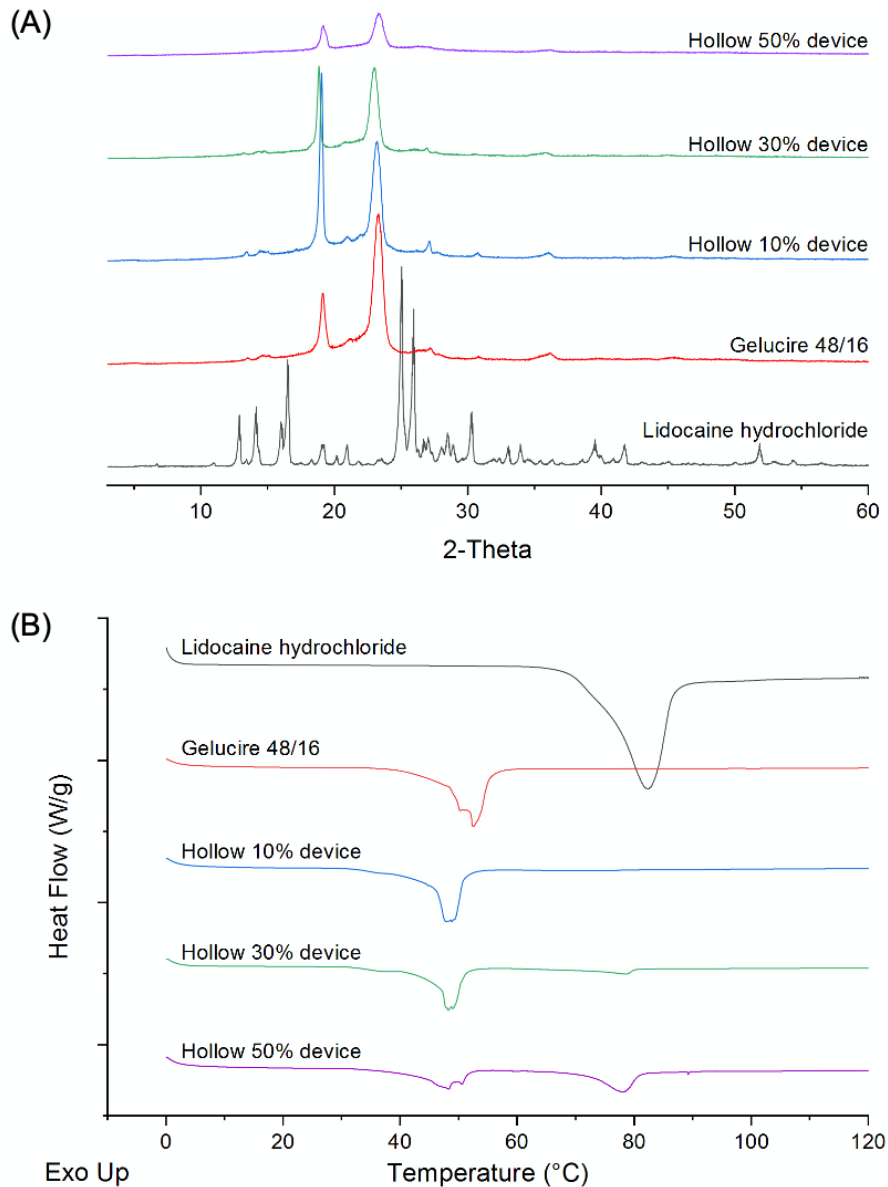 (A)
Hollow 50% device
Hollow 30% device
Hollow 10% device
Gelucire 48/16
Lidocaine hydrochloride
10 20 30 40 50 60
2-Theta
(B)
Lidocaine hydrochloride
Gelucire 48/16
Hollow 10% device
Hollow 30% device
Hollow 50% device
Heat Flow (W/g)
0 20 40 60 80 100 120
Exo Up Temperature (°C)